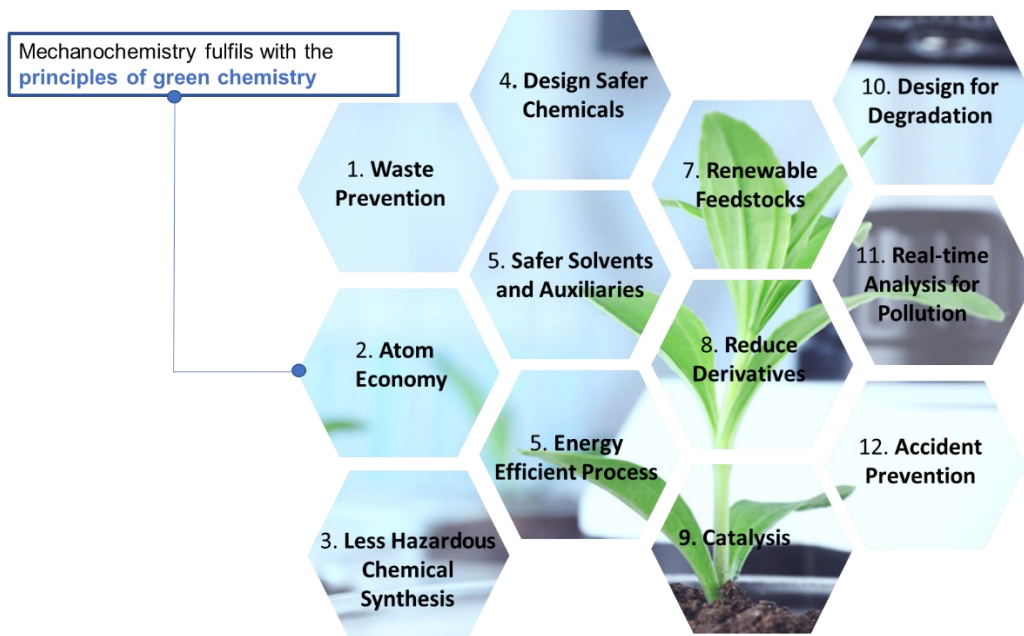 Mechanochemistry fulfils with the
principles of green chemistry
1. Waste
Prevention
2. Atom
Economy
3. Less Hazardous
Chemical
Synthesis
4. Design Safer
Chemicals
5. Safer Solvents
and Auxiliaries
5. Energy
Efficient Process
7. Renewable
Feedstocks
8. Reduce
Derivatives
9. Catalysis
10. Design for
Degradation
11. Real-time
Analysis for
Pollution
12. Accident
Prevention